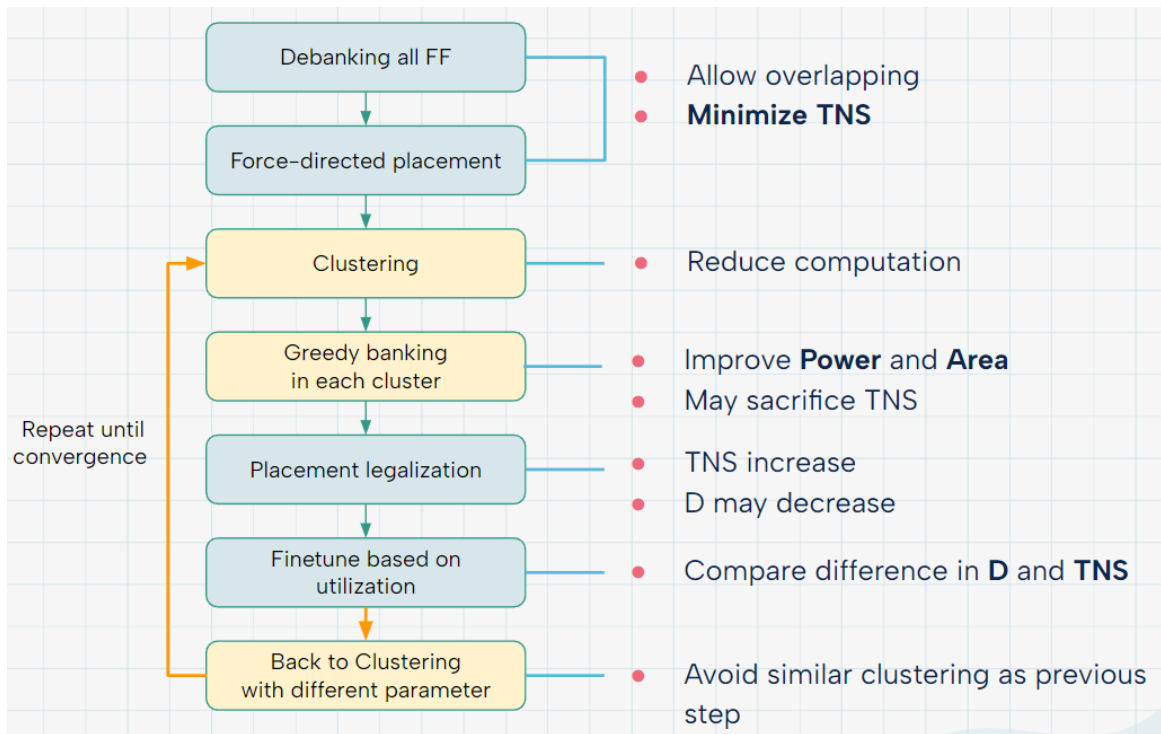 Debanking all FF
Allow overlapping
Minimize TNS
Force-directed placement
Clustering
Reduce computation
Greedy banking
in each cluster
Improve Power and Area
May sacrifice TNS
Repeat until
convergence
Placement legalization
TNS increase
D may decrease
Finetune based on
utilization
Compare difference in D and TNS
Back to Clustering
with different parameter
Avoid similar clustering as previous
step